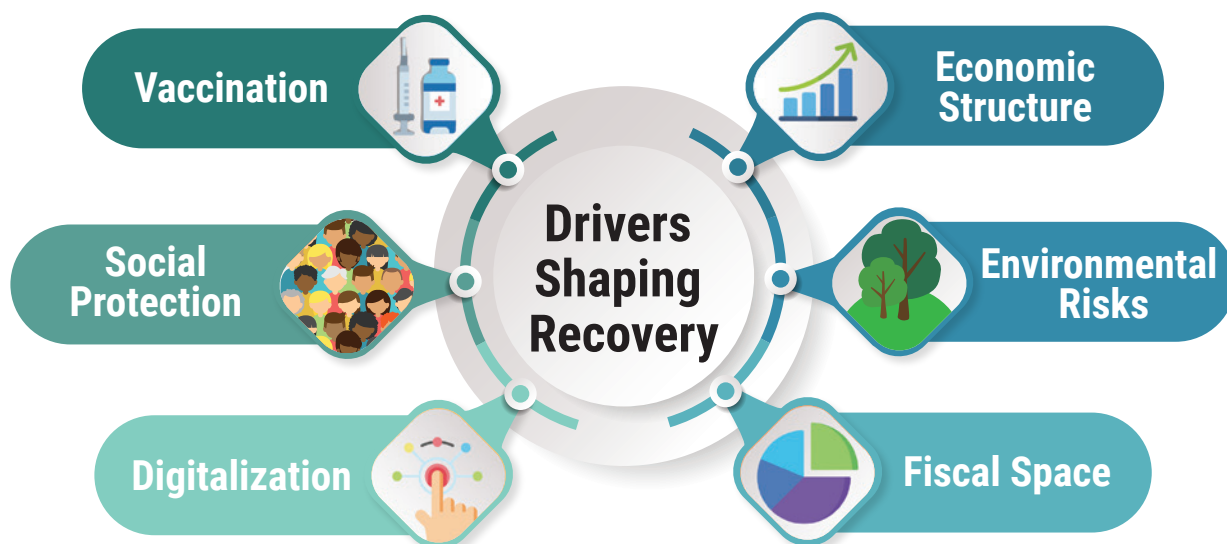 Vaccination
Social
Protection
Digitalization
Drivers
Shaping
Recovery
Economic
Structure
Environmental
Risks
Fiscal Space